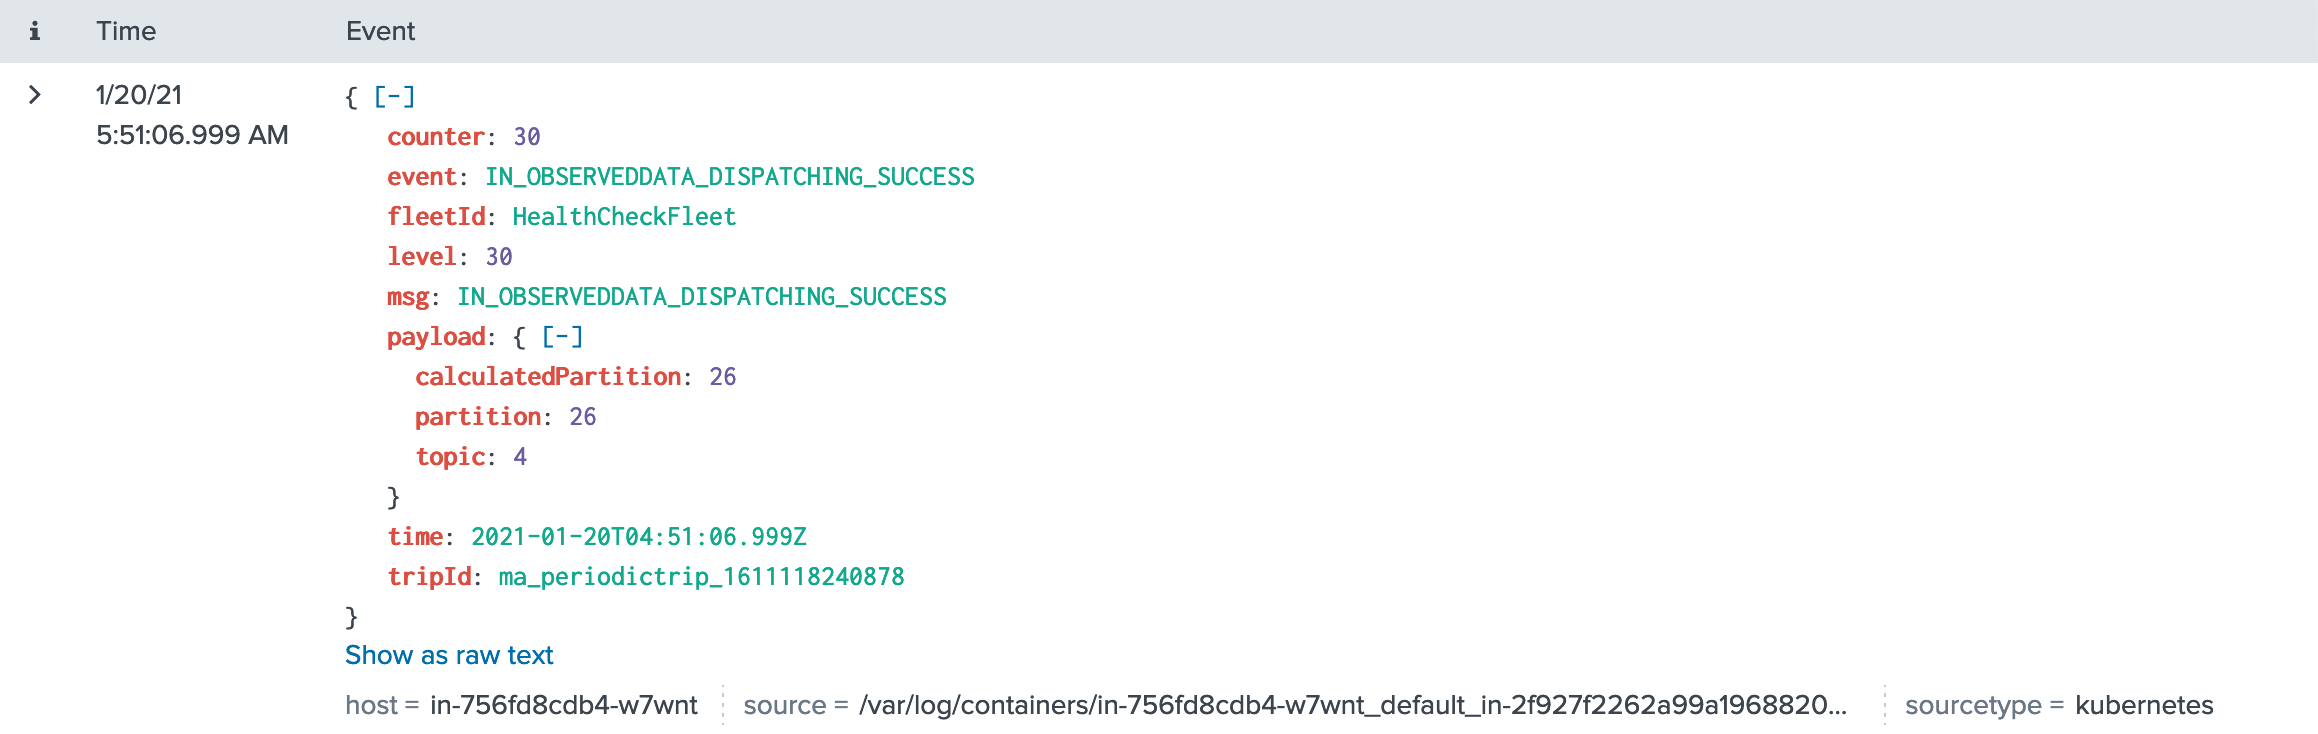 i Time Event
1/20/21
5:51:06.999 AM
{ [-]
counter: 30
event: IN_OBSERVEDDATA_DISPATCHING_SUCCESS
fleetId: HealthCheckFleet
level: 30
msg: IN_OBSERVEDDATA_DISPATCHING_SUCCESS
payload: { [-]
calculatedPartition: 26
partition: 26
topic: 4
}
time: 2021-01-20T04:51:06.999Z
tripId: ma_periodictrip_1611118240878
}
Show as raw text
host = in-756fd8cdb4-w7wnt source = /var/log/containers/in-756fd8cdb4-w7wnt_default_in-2f927f2262a99a1968820... sourcetype = kubernetes